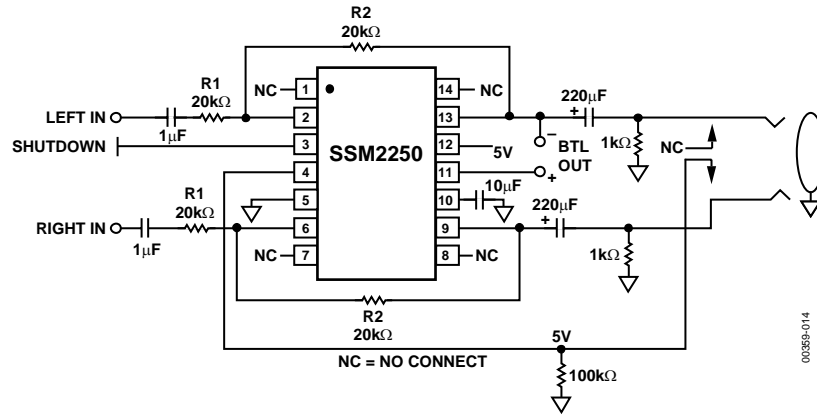 R2
20kΩ
R1
20kΩ
LEFT IN
1μF
SHUTDOWN
R1
20kΩ
RIGHT IN
1μF
NC
1
2
3
4
5
6
NC
7
SSM2250
14
NC
13
12
5V
11
10
9
8
NC
10μF
220μF
+
−
BTL
OUT
+
1kΩ
NC
220μF
+
1kΩ
R2
20kΩ
5V
NC = NO CONNECT
100kΩ
00359-014